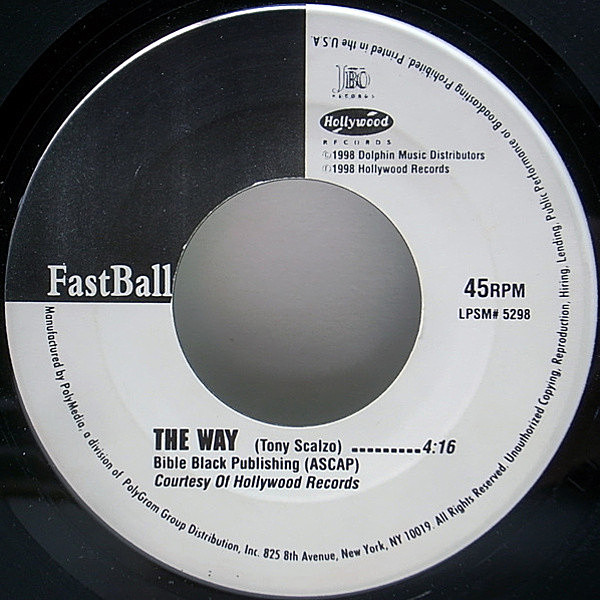 JBO
RECORDS
Hollywood
RECORDS
©1998 Dolphin Music Distributors
℗1998 Hollywood Records
FastBall
45RPM
LPSM# 5298
THE WAY (Tony Scalzo) .........4:16
Bible Black Publishing (ASCAP)
Courtesy Of Hollywood Records
Manufactured by PolyMedia, a division of PolyGram Group Distribution, Inc. 825 8th Avenue, New York, NY 10019. All Rights Reserved. Unauthorized Copying, Reproduction, Hiring, Lending, Public Performance or Broadcasting Prohibited. Printed in the U.S.A.